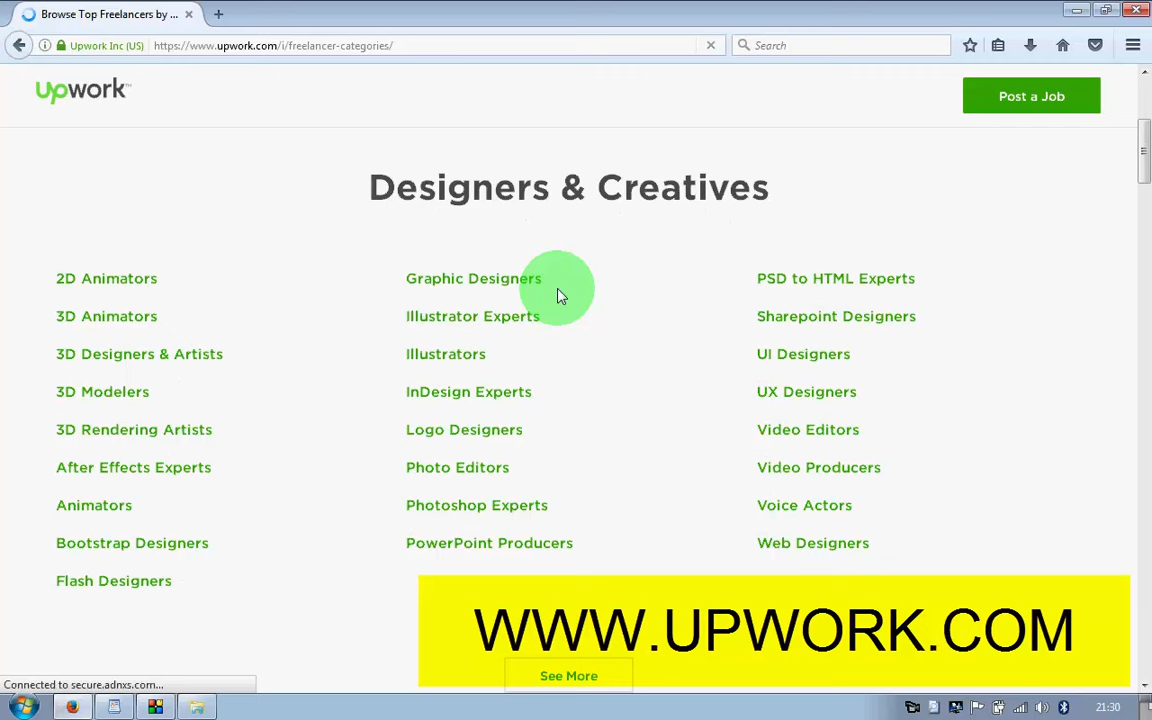 Browse Top Freelancers by ...
Upwork Inc (US)
https://www.upwork.com/i/freelancer-categories/
Search
Upwork™
Post a Job
Designers & Creatives
2D Animators
3D Animators
3D Designers & Artists
3D Modelers
3D Rendering Artists
After Effects Experts
Animators
Bootstrap Designers
Flash Designers
Graphic Designers
Illustrator Experts
Illustrators
InDesign Experts
Logo Designers
Photo Editors
Photoshop Experts
PowerPoint Producers
PSD to HTML Experts
Sharepoint Designers
UI Designers
UX Designers
Video Editors
Video Producers
Voice Actors
Web Designers
WWW.UPWORK.COM
See More
Connected to secure.adnxs.com...
21:30